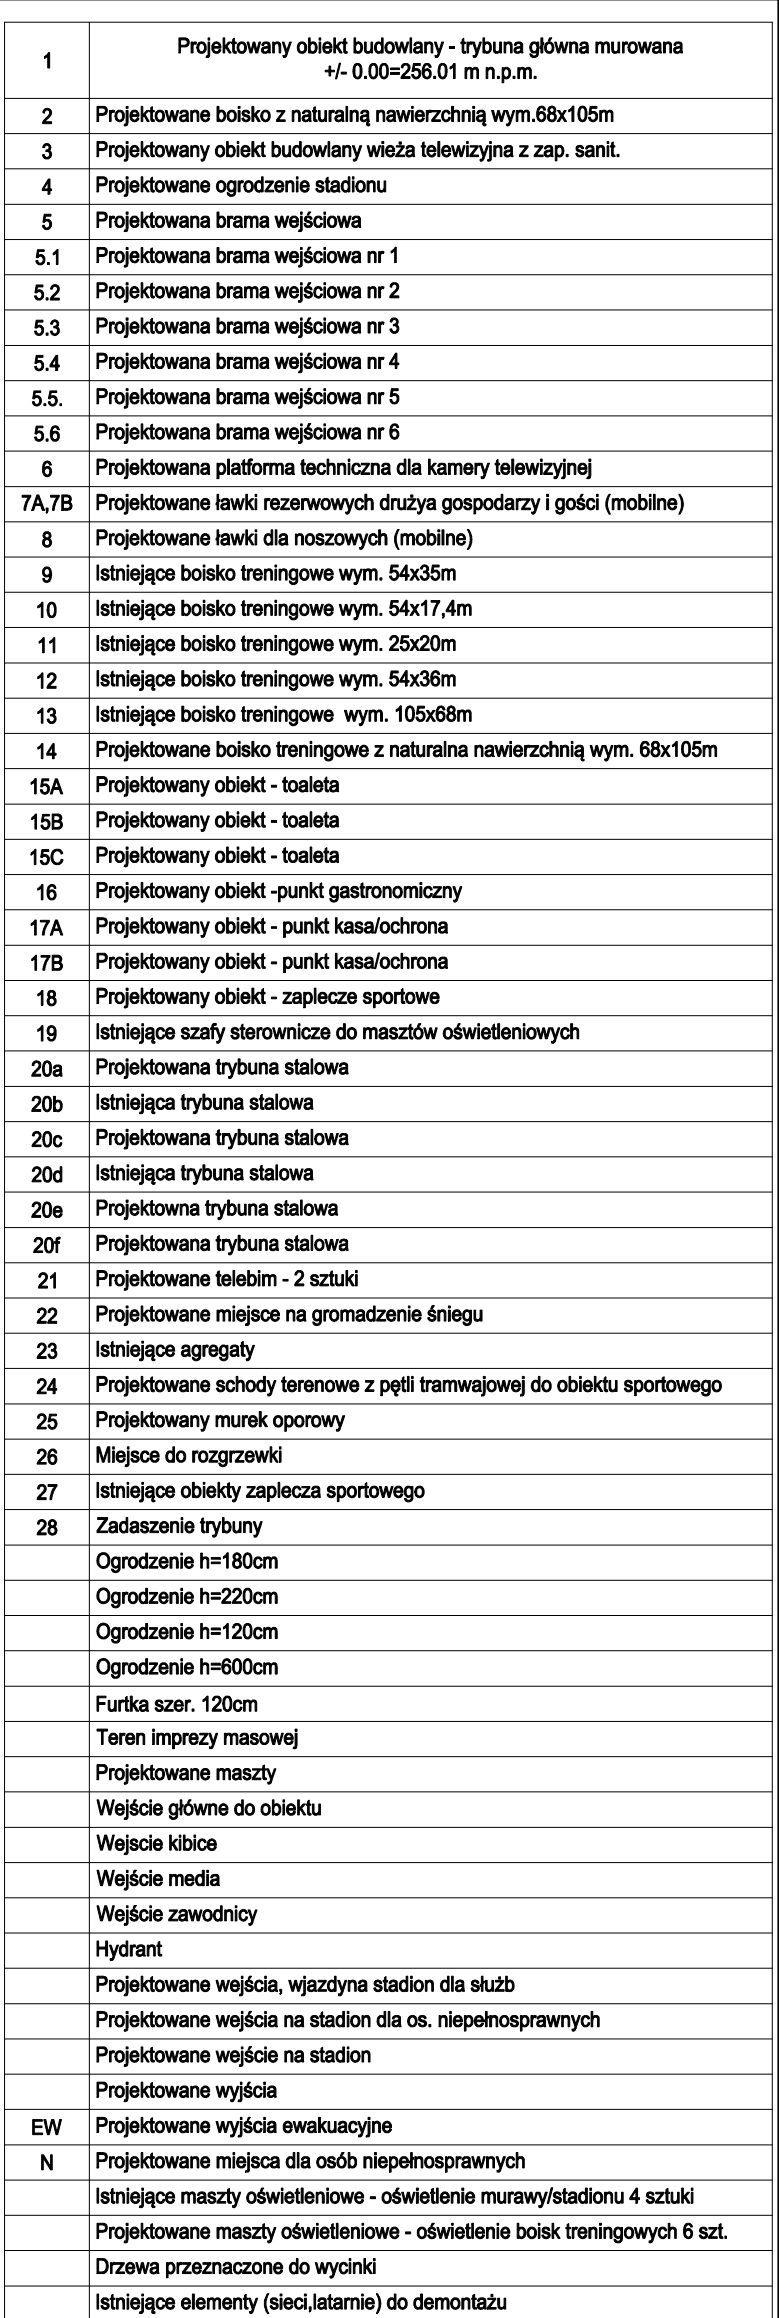 1 Projektowany obiekt budowlany - trybuna główna murowana
+/- 0.00=256.01 m n.p.m.
2 Projektowane boisko z naturalną nawierzchnią wym.68x105m
3 Projektowany obiekt budowlany wieża telewizyjna z zap. sanit.
4 Projektowane ogrodzenie stadionu
5 Projektowana brama wejściowa
5.1 Projektowana brama wejściowa nr 1
5.2 Projektowana brama wejściowa nr 2
5.3 Projektowana brama wejściowa nr 3
5.4 Projektowana brama wejściowa nr 4
5.5. Projektowana brama wejściowa nr 5
5.6 Projektowana brama wejściowa nr 6
6 Projektowana platforma techniczna dla kamery telewizyjnej
7A,7B Projektowane ławki rezerwowych drużya gospodarzy i gości (mobilne)
8 Projektowane ławki dla noszowych (mobilne)
9 Istniejące boisko treningowe wym. 54x35m
10 Istniejące boisko treningowe wym. 54x17,4m
11 Istniejące boisko treningowe wym. 25x20m
12 Istniejące boisko treningowe wym. 54x36m
13 Istniejące boisko treningowe wym. 105x68m
14 Projektowane boisko treningowe z naturalna nawierzchnią wym. 68x105m
15A Projektowany obiekt - toaleta
15B Projektowany obiekt - toaleta
15C Projektowany obiekt - toaleta
16 Projektowany obiekt -punkt gastronomiczny
17A Projektowany obiekt - punkt kasa/ochrona
17B Projektowany obiekt - punkt kasa/ochrona
18 Projektowany obiekt - zaplecze sportowe
19 Istniejące szafy sterownicze do masztów oświetleniowych
20a Projektowana trybuna stalowa
20b Istniejąca trybuna stalowa
20c Projektowana trybuna stalowa
20d Istniejąca trybuna stalowa
20e Projektowna trybuna stalowa
20f Projektowana trybuna stalowa
21 Projektowane telebim - 2 sztuki
22 Projektowane miejsce na gromadzenie śniegu
23 Istniejące agregaty
24 Projektowane schody terenowe z pętli tramwajowej do obiektu sportowego
25 Projektowany murek oporowy
26 Miejsce do rozgrzewki
27 Istniejące obiekty zaplecza sportowego
28 Zadaszenie trybuny
Ogrodzenie h=180cm
Ogrodzenie h=220cm
Ogrodzenie h=120cm
Ogrodzenie h=600cm
Furtka szer. 120cm
Teren imprezy masowej
Projektowane maszty
Wejście główne do obiektu
Wejscie kibice
Wejście media
Wejście zawodnicy
Hydrant
Projektowane wejścia, wjazdyna stadion dla służb
Projektowane wejścia na stadion dla os. niepełnosprawnych
Projektowane wejście na stadion
Projektowane wyjścia
EW Projektowane wyjścia ewakuacyjne
N Projektowane miejsca dla osób niepełnosprawnych
Istniejące maszty oświetleniowe - oświetlenie murawy/stadionu 4 sztuki
Projektowane maszty oświetleniowe - oświetlenie boisk treningowych 6 szt.
Drzewa przeznaczone do wycinki
Istniejące elementy (sieci,latarnie) do demontażu